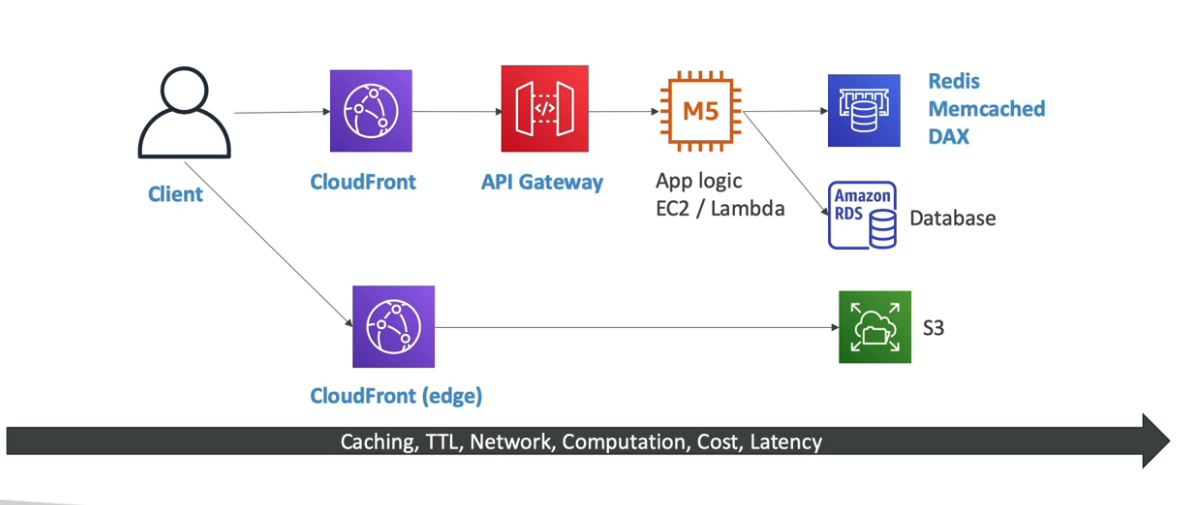 Client
CloudFront
API Gateway
</>
M5
App logic
EC2 / Lambda
Redis
Memcached
DAX
Amazon
RDS
Database
CloudFront (edge)
S3
Caching, TTL, Network, Computation, Cost, Latency